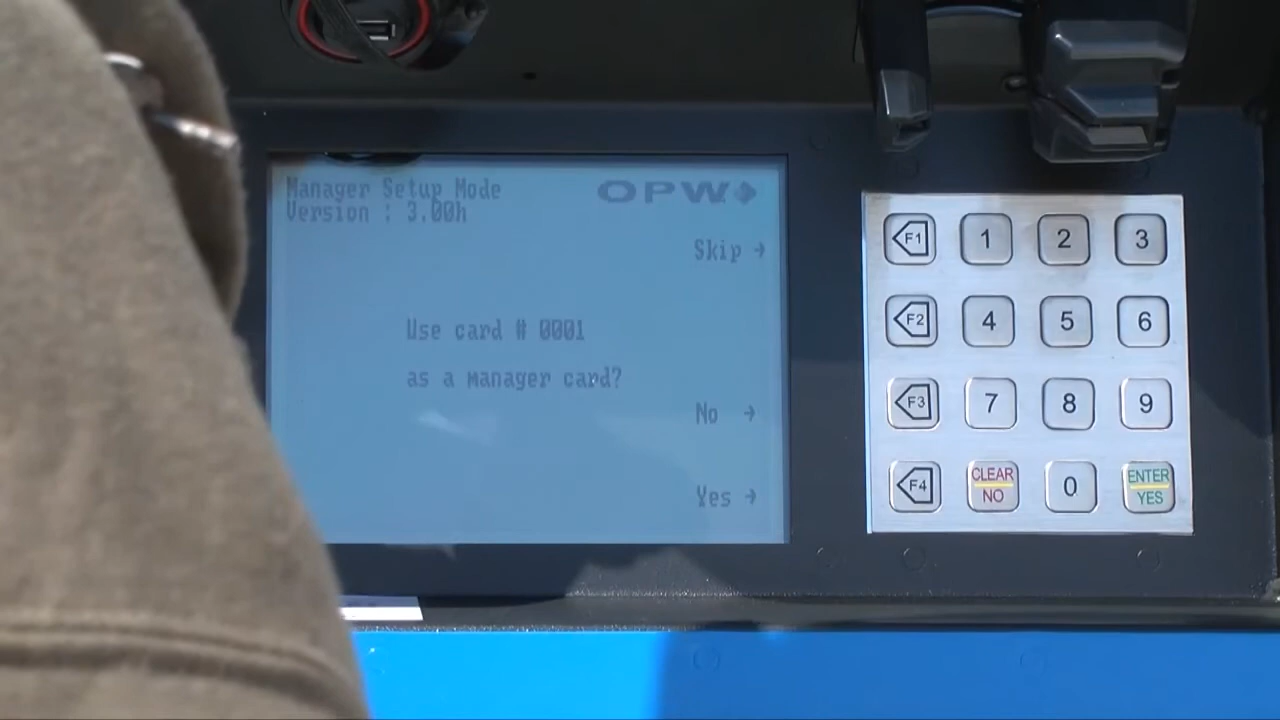 Manager Setup Mode
OPW
Version : 3.00h
Skip →
Use card # 0001
as a manager card?
No →
Yes →
F1 1 2 3
F2 4 5 6
F3 7 8 9
F4 CLEAR NO 0 ENTER YES